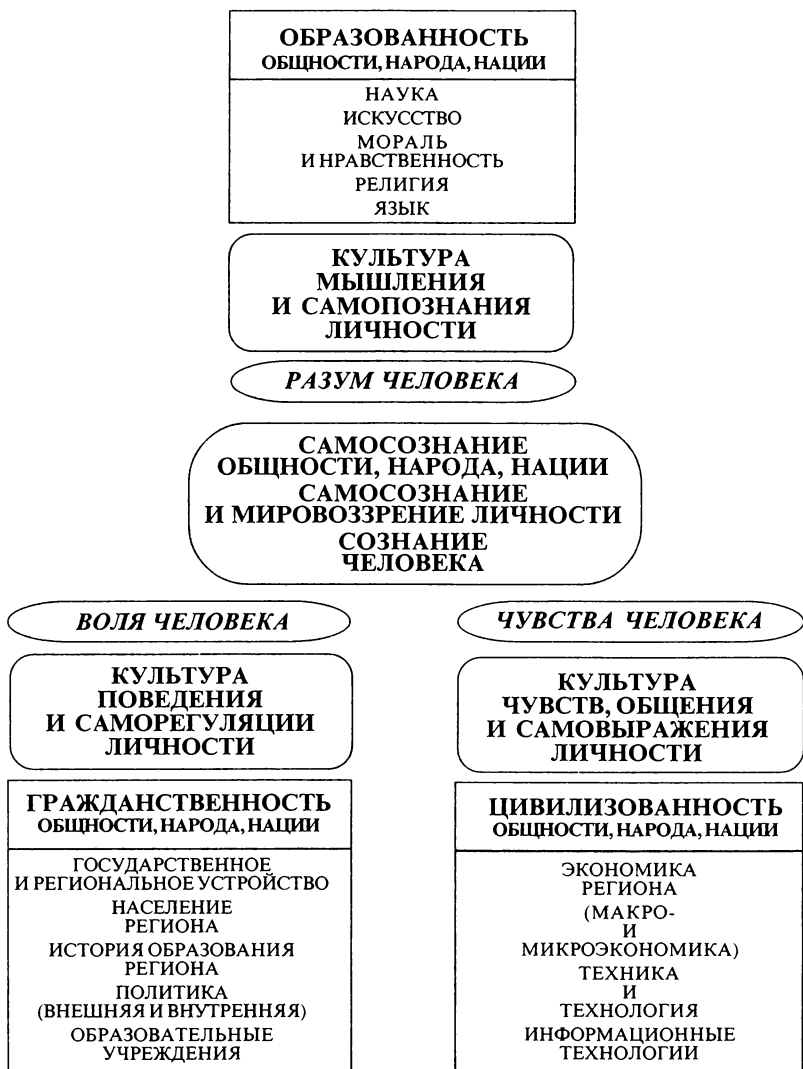 ОБРАЗОВАННОСТЬ
ОБЩНОСТИ, НАРОДА, НАЦИИ
НАУКА
ИСКУССТВО
МОРАЛЬ
И НРАВСТВЕННОСТЬ
РЕЛИГИЯ
ЯЗЫК
КУЛЬТУРА
МЫШЛЕНИЯ
И САМОПОЗНАНИЯ
ЛИЧНОСТИ
РАЗУМ ЧЕЛОВЕКА
САМОСОЗНАНИЕ
ОБЩНОСТИ, НАРОДА, НАЦИИ
САМОСОЗНАНИЕ
И МИРОВОЗЗРЕНИЕ ЛИЧНОСТИ
СОЗНАНИЕ
ЧЕЛОВЕКА
ВОЛЯ ЧЕЛОВЕКА
КУЛЬТУРА
ПОВЕДЕНИЯ
И САМОРЕГУЛЯЦИИ
ЛИЧНОСТИ
ГРАЖДАНСТВЕННОСТЬ
ОБЩНОСТИ, НАРОДА, НАЦИИ
ГОСУДАРСТВЕННОЕ
И РЕГИОНАЛЬНОЕ УСТРОЙСТВО
НАСЕЛЕНИЕ
РЕГИОНА
ИСТОРИЯ ОБРАЗОВАНИЯ
РЕГИОНА
ПОЛИТИКА
(ВНЕШНЯЯ И ВНУТРЕННЯЯ)
ОБРАЗОВАТЕЛЬНЫЕ
УЧРЕЖДЕНИЯ
ЧУВСТВА ЧЕЛОВЕКА
КУЛЬТУРА
ЧУВСТВ, ОБЩЕНИЯ
И САМОВЫРАЖЕНИЯ
ЛИЧНОСТИ
ЦИВИЛИЗОВАННОСТЬ
ОБЩНОСТИ, НАРОДА, НАЦИИ
ЭКОНОМИКА
РЕГИОНА
(МАКРО-
И
МИКРОЭКОНОМИКА)
ТЕХНИКА
И
ТЕХНОЛОГИЯ
ИНФОРМАЦИОННЫЕ
ТЕХНОЛОГИИ